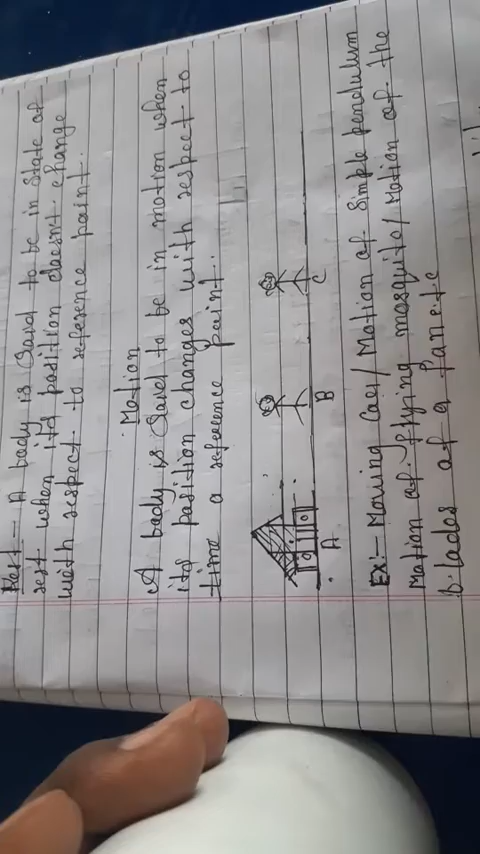 Rest - A body is Said to be in State of
rest when its position doesn't change
with respect to reference point.
Motion
A body is Said to be in motion when
its position changes with respect to
time a reference point.
A B C
Ex:- Moving Car/ Motion of Simple pendulum
Motion of flying mosquito/ Motion of the
blades of a fan etc